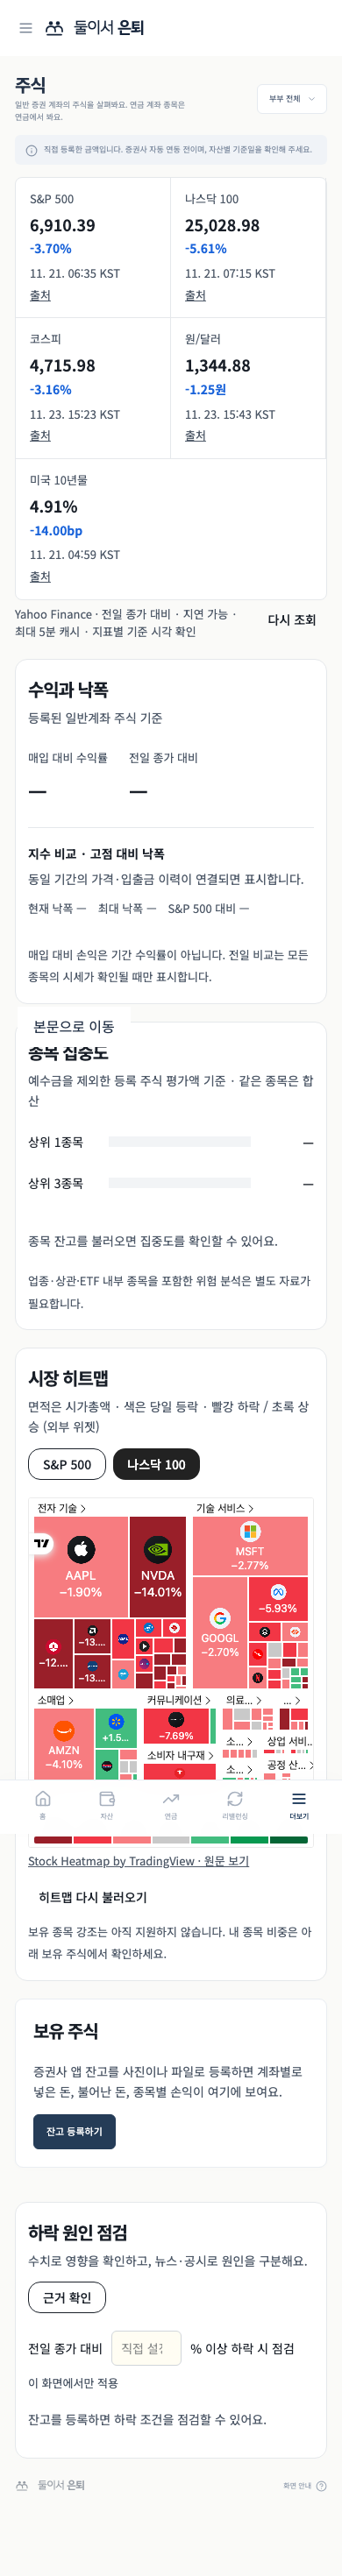 둘이서 은퇴
주식
일반 증권 계좌의 주식을 살펴봐요. 연금 계좌 종목은
연금에서 봐요.
부부 전체
직접 등록한 금액입니다. 증권사 자동 연동 전이며, 자산별 기준일을 확인해 주세요.
S&P 500
6,910.39
-3.70%
11. 21. 06:35 KST
출처
나스닥 100
25,028.98
-5.61%
11. 21. 07:15 KST
출처
코스피
4,715.98
-3.16%
11. 23. 15:23 KST
출처
원/달러
1,344.88
-1.25원
11. 23. 15:43 KST
출처
미국 10년물
4.91%
-14.00bp
11. 21. 04:59 KST
출처
Yahoo Finance · 전일 종가 대비 · 지연 가능 ·
최대 5분 캐시 · 지표별 기준 시각 확인
다시 조회
수익과 낙폭
등록된 일반계좌 주식 기준
매입 대비 수익률
—
전일 종가 대비
—
지수 비교 · 고점 대비 낙폭
동일 기간의 가격·입출금 이력이 연결되면 표시합니다.
현재 낙폭 — 최대 낙폭 — S&P 500 대비 —
매입 대비 손익은 기간 수익률이 아닙니다. 전일 비교는 모든
종목의 시세가 확인될 때만 표시합니다.
본문으로 이동
종목 집중도
예수금을 제외한 등록 주식 평가액 기준 · 같은 종목은 합
산
상위 1종목 —
상위 3종목 —
종목 잔고를 불러오면 집중도를 확인할 수 있어요.
업종·상관·ETF 내부 종목을 포함한 위험 분석은 별도 자료가
필요합니다.
시장 히트맵
면적은 시가총액 · 색은 당일 등락 · 빨강 하락 / 초록 상
승 (외부 위젯)
S&P 500
나스닥 100
전자 기술
AAPL
−1.90%
NVDA
−14.01%
−12....
−13....
−13....
기술 서비스
MSFT
−2.77%
GOOGL
−2.70%
−5.93%
소매업
AMZN
−4.10%
+1.5...
커뮤니케이션
−7.69%
소비자 내구재
의료...
...
소...
상업 서비..
소...
공정 산...
홈
자산
연금
리밸런싱
더보기
Stock Heatmap by TradingView · 원문 보기
히트맵 다시 불러오기
보유 종목 강조는 아직 지원하지 않습니다. 내 종목 비중은 아
래 보유 주식에서 확인하세요.
보유 주식
증권사 앱 잔고를 사진이나 파일로 등록하면 계좌별로
넣은 돈, 불어난 돈, 종목별 손익이 여기에 보여요.
잔고 등록하기
하락 원인 점검
수치로 영향을 확인하고, 뉴스·공시로 원인을 구분해요.
근거 확인
전일 종가 대비 직접 설정 % 이상 하락 시 점검
이 화면에서만 적용
잔고를 등록하면 하락 조건을 점검할 수 있어요.
둘이서 은퇴
화면 안내